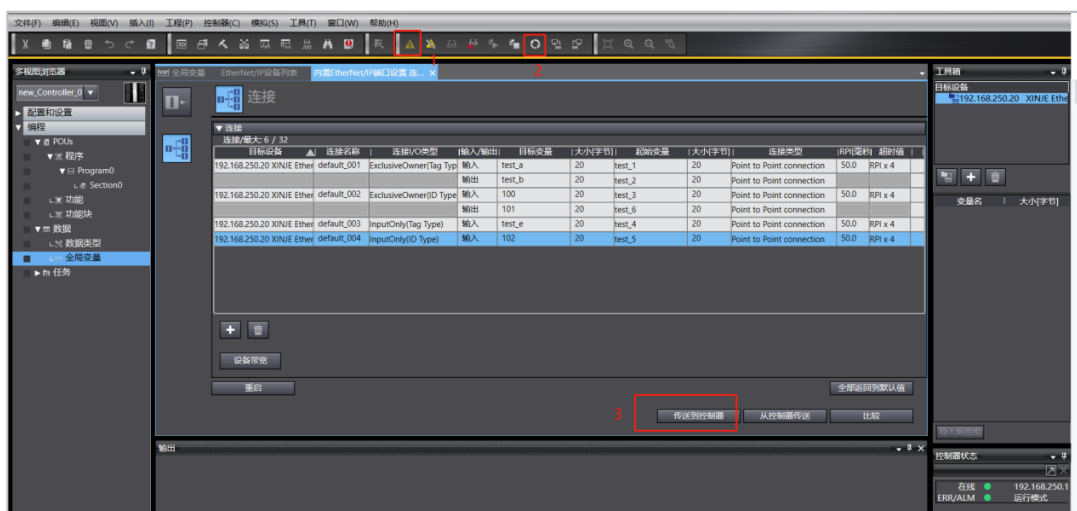 文件(F) 编辑(E) 视图(V) 插入(I) 工程(P) 控制器(C) 模拟(S) 工具(T) 窗口(W) 帮助(H)
1
2
多视图浏览器
new_Controller_0
配置和设置
编程
POUs
程序
Program0
Section0
功能
功能块
数据
数据类型
全局变量
任务
全局变量 EtherNet/IP设备列表 内置EtherNet/IP端口设置 连... ×
连接
连接
连接/最大: 6 / 32
目标设备 连接名称 连接I/O类型 输入/输出 目标变量 大小[字节] 起始变量 大小[字节] 连接类型 RPI[毫秒] 超时值
192.168.250.20 XINJE Ether default_001 ExclusiveOwner(Tag Typ 输入 test_a 20 test_1 20 Point to Point connection 50.0 RPI x 4
输出 test_b 20 test_2 20 Point to Point connection
192.168.250.20 XINJE Ether default_002 ExclusiveOwner(ID Type 输入 100 20 test_3 20 Point to Point connection 50.0 RPI x 4
输出 101 20 test_6 20 Point to Point connection
192.168.250.20 XINJE Ether default_003 InputOnly(Tag Type) 输入 test_e 20 test_4 20 Point to Point connection 50.0 RPI x 4
192.168.250.20 XINJE Ether default_004 InputOnly(ID Type) 输入 102 20 test_5 20 Point to Point connection 50.0 RPI x 4
设备带宽
重启 全部返回到默认值
3 传送到控制器 从控制器传送 比较
输出
工具箱
目标设备
192.168.250.20 XINJE Ethe
变量名 大小[字节]
控制器状态
在线 192.168.250.1
ERR/ALM 运行模式